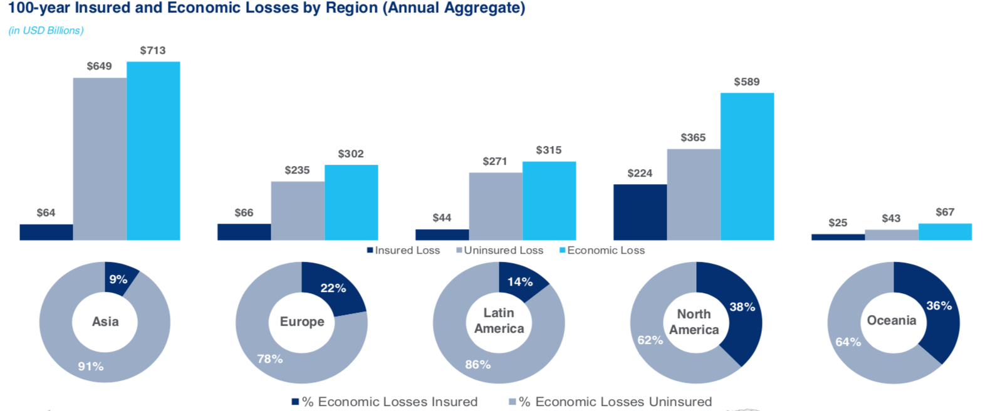 100-year Insured and Economic Losses by Region (Annual Aggregate)
(in USD Billions)
$64 $649 $713
$66 $235 $302
$44 $271 $315
$224 $365 $589
$25 $43 $67
Insured Loss Uninsured Loss Economic Loss
9%
Asia
91%
22%
Europe
78%
14%
Latin
America
86%
38%
North
America
62%
36%
Oceania
64%
% Economic Losses Insured % Economic Losses Uninsured